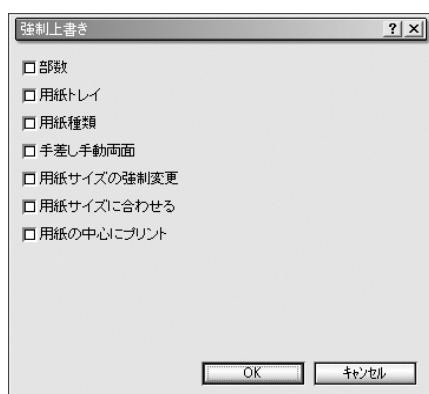 強制上書き
部数
用紙トレイ
用紙種類
手差し手動両面
用紙サイズの強制変更
用紙サイズに合わせる
用紙の中心にプリント
OK キャンセル